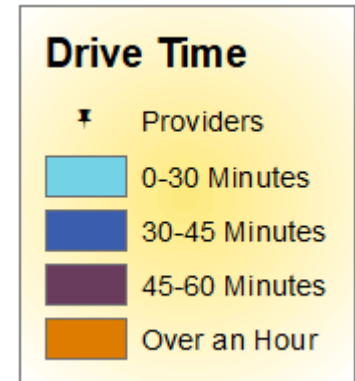 Drive Time
Providers
0-30 Minutes
30-45 Minutes
45-60 Minutes
Over an Hour